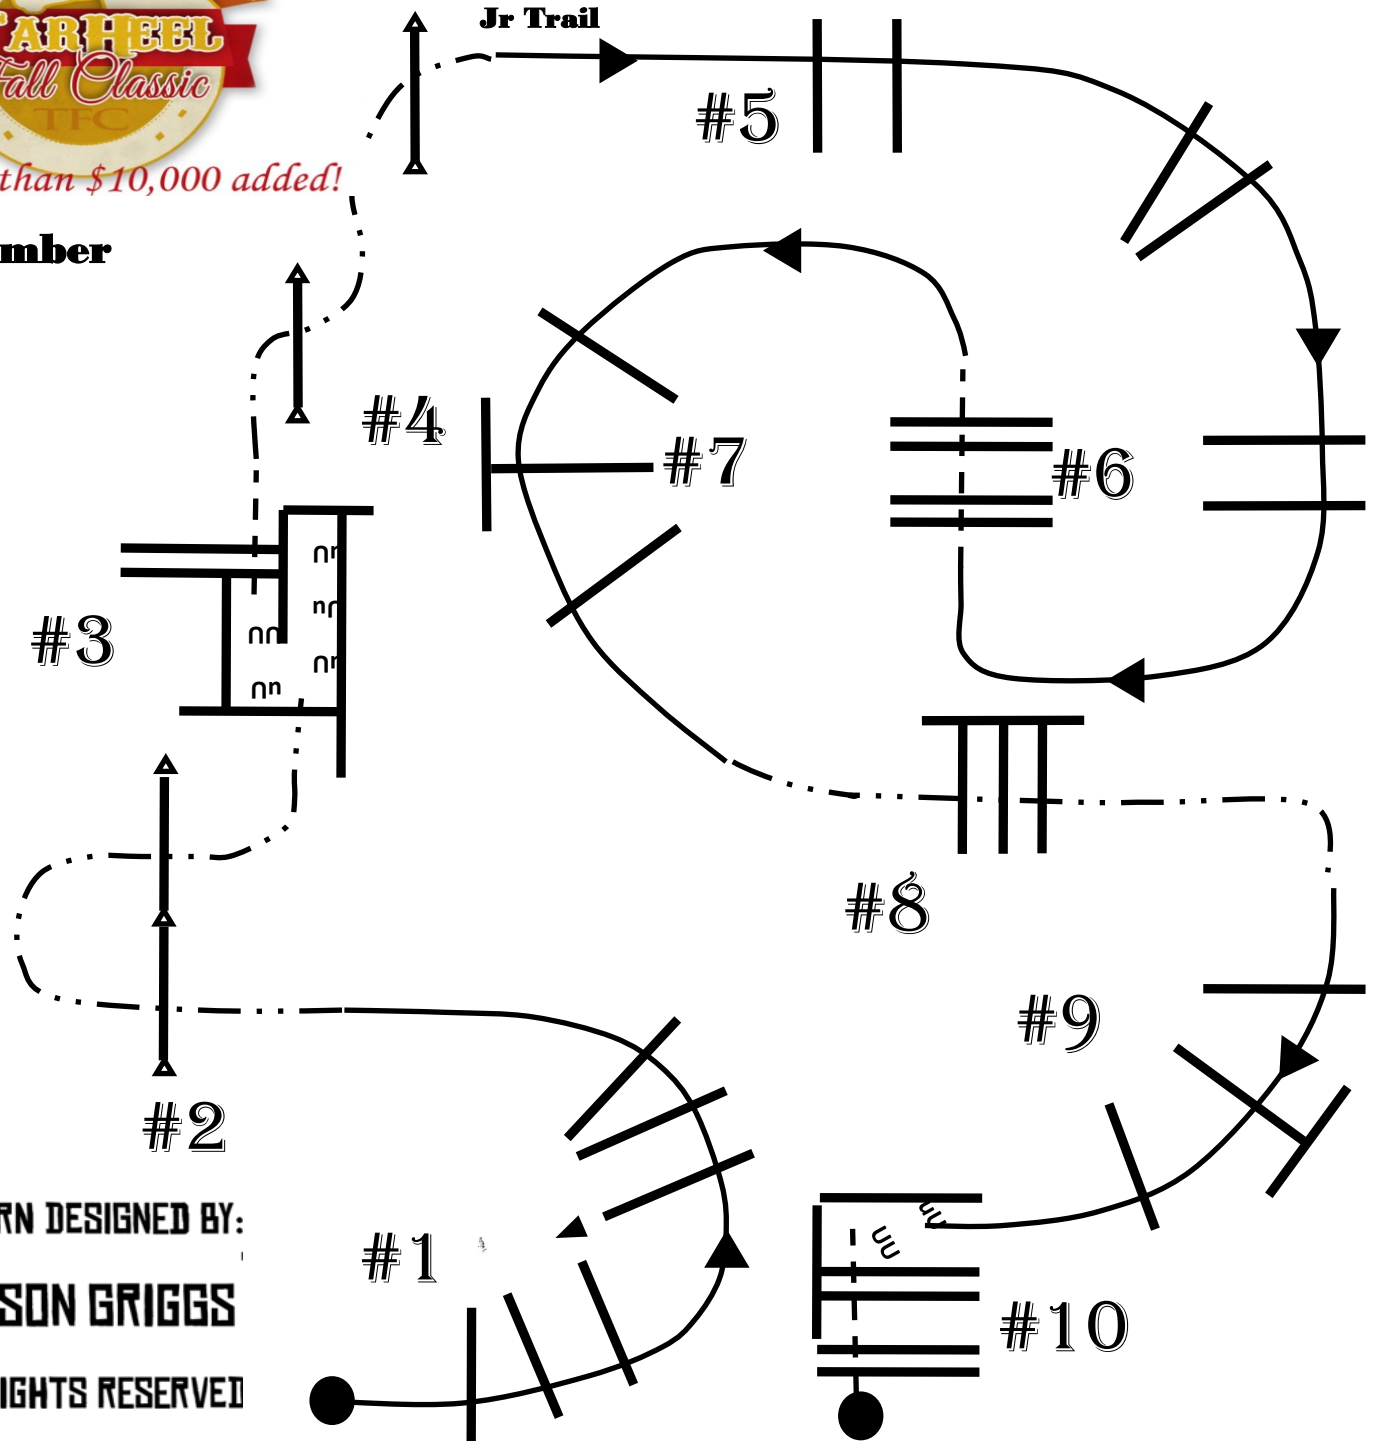 Jr Trail
TARHEEL
Fall Classic
TFC
than $10,000 added!
mber
#5
#4
#7
#6
#3
#8
#9
#2
RN DESIGNED BY:
#1
SON GRIGGS
#10
IGHTS RESERVED